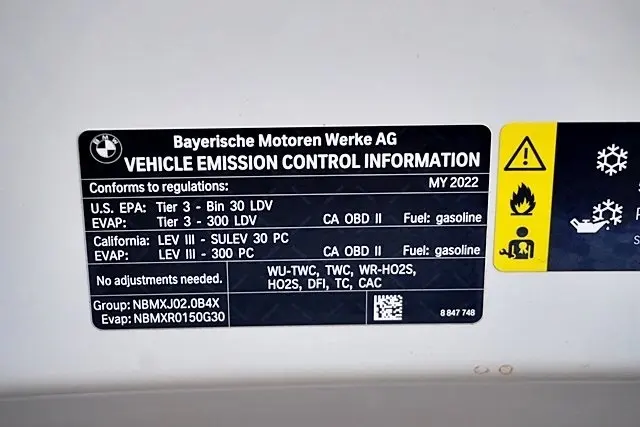 BMW
Bayerische Motoren Werke AG
VEHICLE EMISSION CONTROL INFORMATION
Conforms to regulations: MY 2022
U.S. EPA: Tier 3 - Bin 30 LDV
EVAP: Tier 3 - 300 LDV CA OBD II Fuel: gasoline
California: LEV III - SULEV 30 PC
EVAP: LEV III - 300 PC CA OBD II Fuel: gasoline
No adjustments needed.
WU-TWC, TWC, WR-HO2S,
HO2S, DFI, TC, CAC
Group: NBMXJ02.0B4X
Evap: NBMXR0150G30
8 847 748